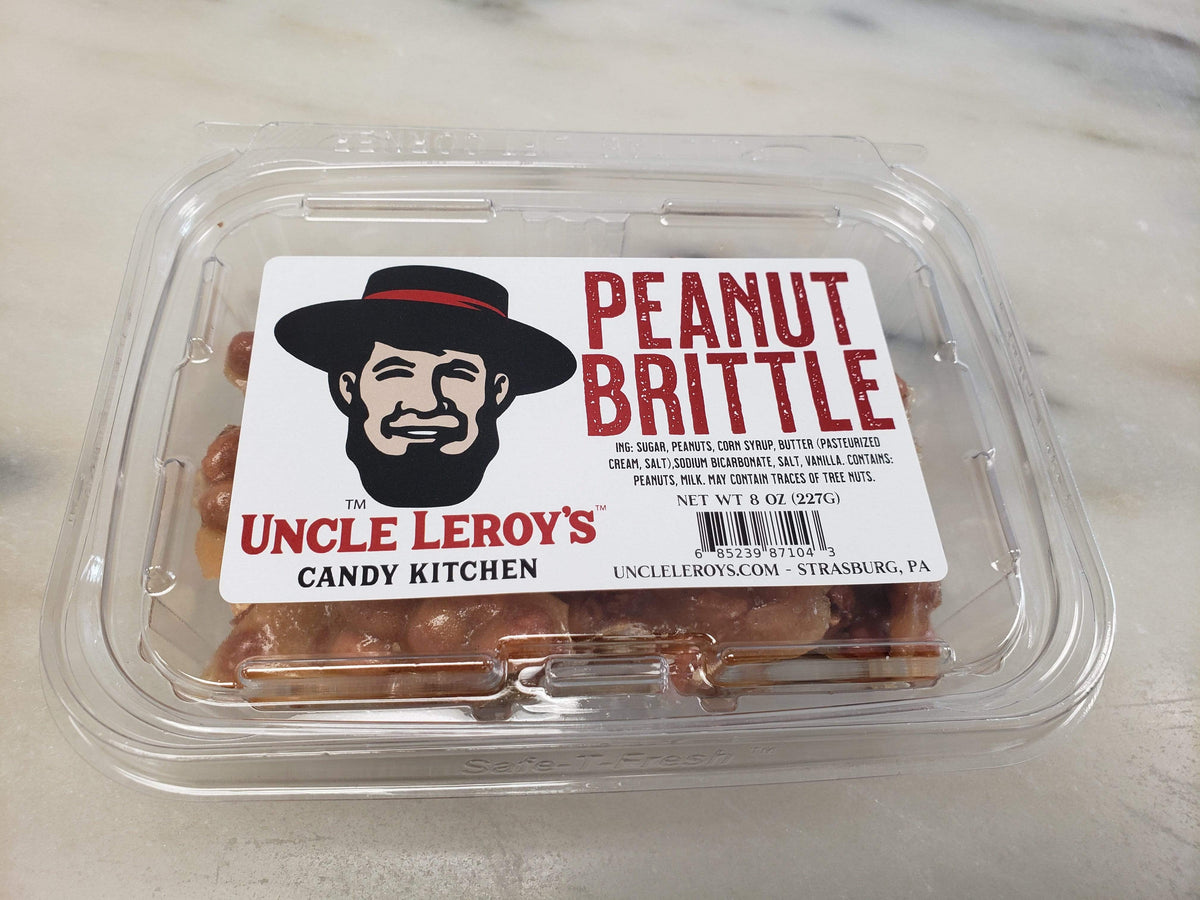 PEANUT
BRITTLE
ING: SUGAR, PEANUTS, CORN SYRUP, BUTTER (PASTEURIZED
CREAM, SALT),SODIUM BICARBONATE, SALT, VANILLA. CONTAINS:
PEANUTS, MILK. MAY CONTAIN TRACES OF TREE NUTS.
NET WT 8 OZ (227G)
6 85239 87104 3
UNCLELEROYS.COM - STRASBURG, PA
TM
UNCLE LEROY'S™
CANDY KITCHEN
Safe-T-Fresh™